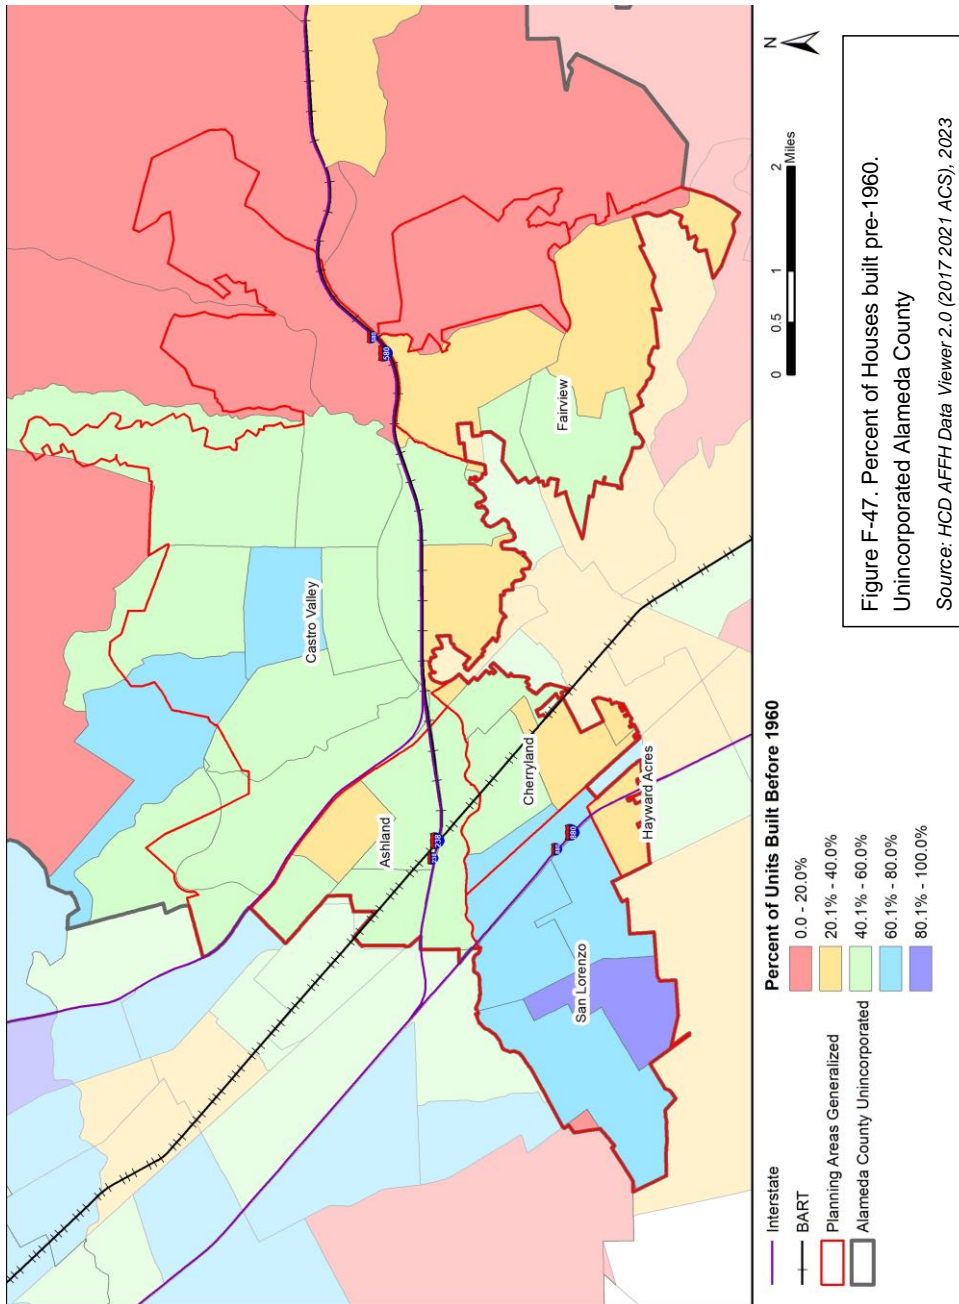 Castro Valley
Ashland
Cherryland
Fairview
Hayward Acres
San Lorenzo
580
238
880
N
0 0.5 1 2
Miles
Interstate
BART
Planning Areas Generalized
Alameda County Unincorporated
Percent of Units Built Before 1960
0.0 - 20.0%
20.1% - 40.0%
40.1% - 60.0%
60.1% - 80.0%
80.1% - 100.0%
Figure F-47. Percent of Houses built pre-1960.
Unincorporated Alameda County
Source: HCD AFFH Data Viewer 2.0 (2017 2021 ACS), 2023